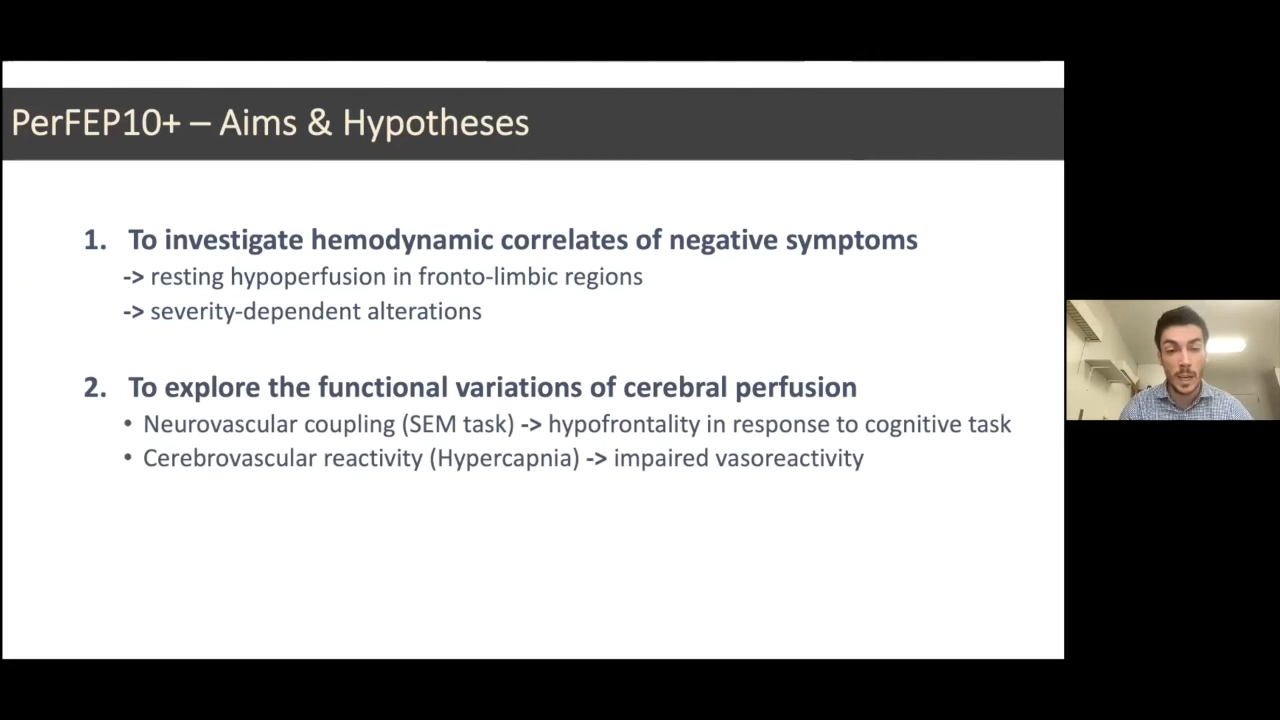 PerFEP10+ – Aims & Hypotheses
1. To investigate hemodynamic correlates of negative symptoms
-> resting hypoperfusion in fronto-limbic regions
-> severity-dependent alterations
2. To explore the functional variations of cerebral perfusion
• Neurovascular coupling (SEM task) -> hypofrontality in response to cognitive task
• Cerebrovascular reactivity (Hypercapnia) -> impaired vasoreactivity